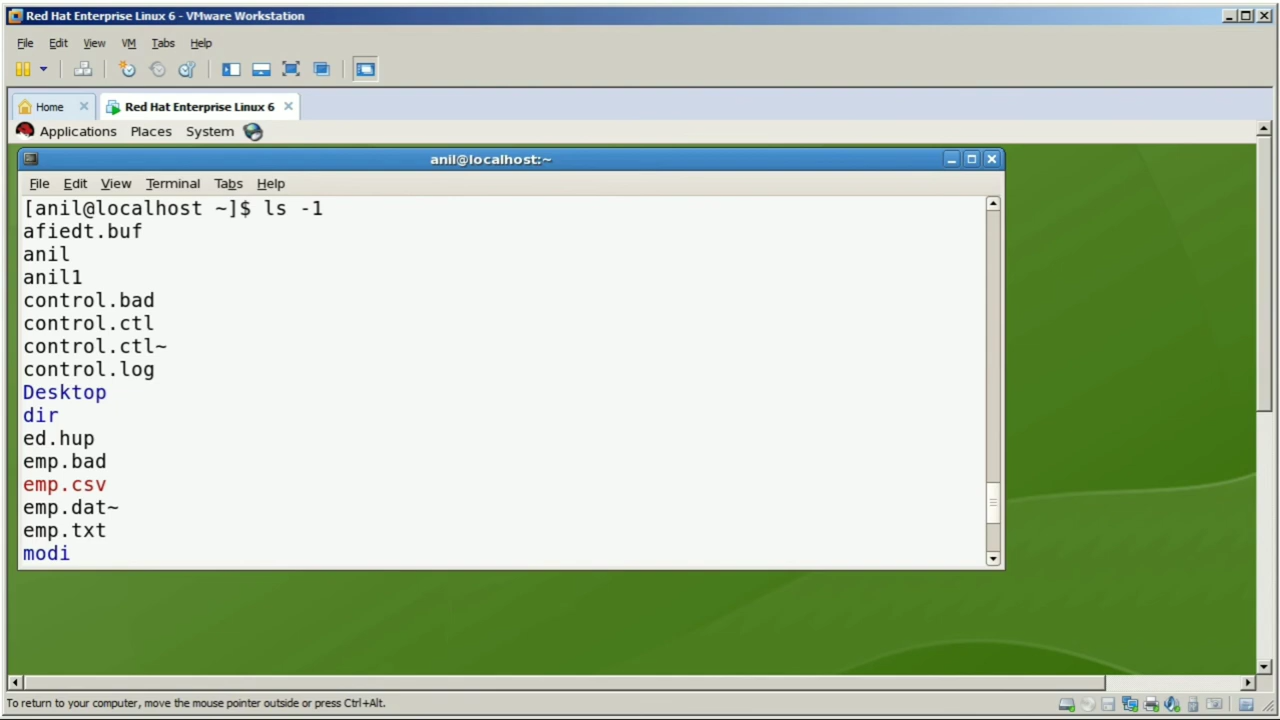 Red Hat Enterprise Linux 6 - VMware Workstation
File Edit View VM Tabs Help
Home Red Hat Enterprise Linux 6
Applications Places System
anil@localhost:~
File Edit View Terminal Tabs Help
[anil@localhost ~]$ ls -1
afiedt.buf
anil
anil1
control.bad
control.ctl
control.ctl~
control.log
Desktop
dir
ed.hup
emp.bad
emp.csv
emp.dat~
emp.txt
modi
To return to your computer, move the mouse pointer outside or press Ctrl+Alt.